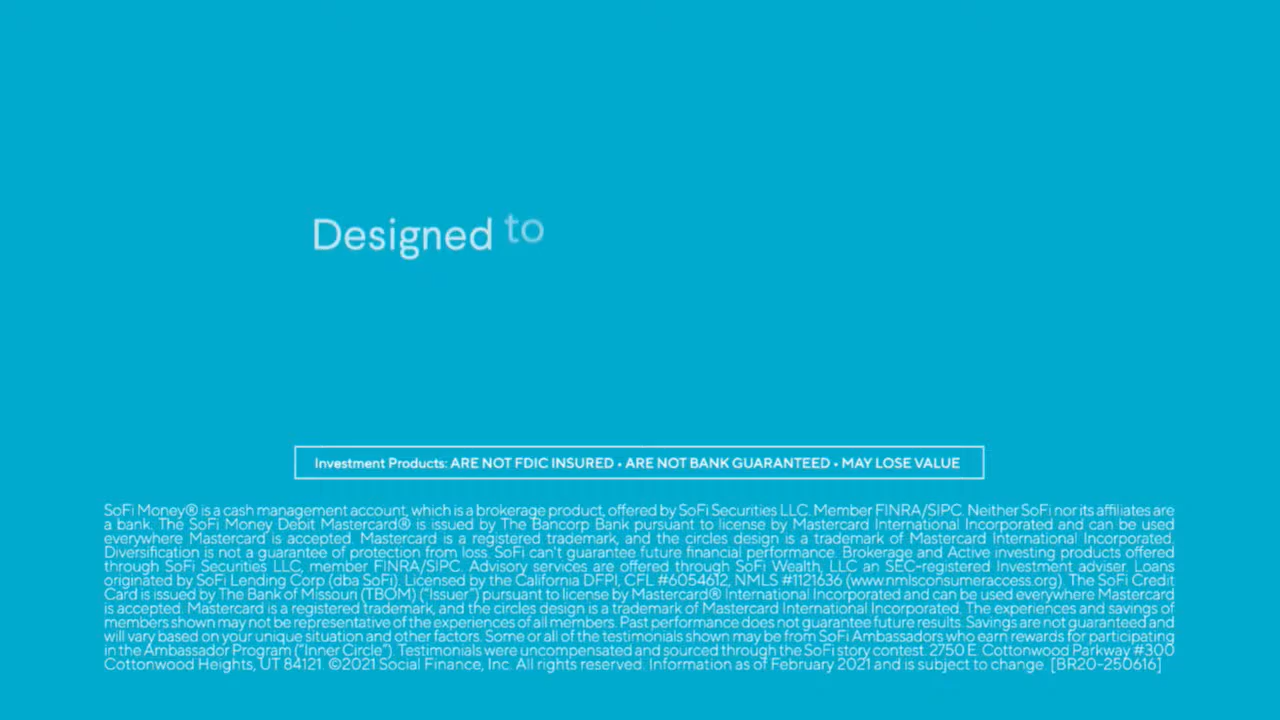 Designed to
Investment Products: ARE NOT FDIC INSURED • ARE NOT BANK GUARANTEED • MAY LOSE VALUE
SoFi Money® is a cash management account, which is a brokerage product, offered by SoFi Securities LLC. Member FINRA/SIPC. Neither SoFi nor its affiliates are
a bank. The SoFi Money Debit Mastercard® is issued by The Bancorp Bank pursuant to license by Mastercard International Incorporated and can be used
everywhere Mastercard is accepted. Mastercard is a registered trademark, and the circles design is a trademark of Mastercard International Incorporated.
Diversification is not a guarantee of protection from loss. SoFi can't guarantee future financial performance. Brokerage and Active investing products offered
through SoFi Securities LLC, member FINRA/SIPC. Advisory services are offered through SoFi Wealth, LLC an SEC-registered Investment adviser. Loans
originated by SoFi Lending Corp (dba SoFi). Licensed by the California DFPI, CFL #6054612, NMLS #1121636 (www.nmlsconsumeraccess.org). The SoFi Credit
Card is issued by The Bank of Missouri (TBOM) ("Issuer") pursuant to license by Mastercard® International Incorporated and can be used everywhere Mastercard
is accepted. Mastercard is a registered trademark, and the circles design is a trademark of Mastercard International Incorporated. The experiences and savings of
members shown may not be representative of the experiences of all members. Past performance does not guarantee future results. Savings are not guaranteed and
will vary based on your unique situation and other factors. Some or all of the testimonials shown may be from SoFi Ambassadors who earn rewards for participating
in the Ambassador Program ("Inner Circle"). Testimonials were uncompensated and sourced through the SoFi story contest. 2750 E. Cottonwood Parkway #300
Cottonwood Heights, UT 84121. ©2021 Social Finance, Inc. All rights reserved. Information as of February 2021 and is subject to change. [BR20-250616]